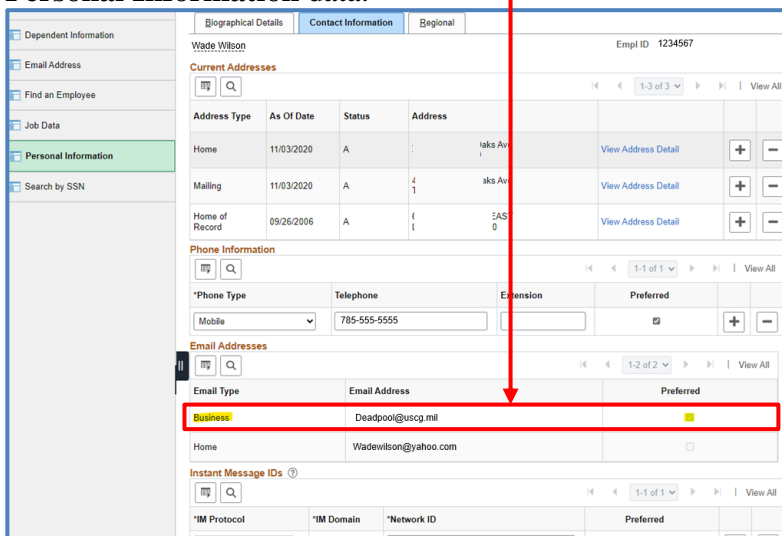 Personal Information data.
Biographical Details Contact Information Regional
Dependent Information
Email Address
Find an Employee
Job Data
Personal Information
Search by SSN
Wade Wilson Empl ID 1234567
Current Addresses
1-3 of 3 | View All
Address Type As Of Date Status Address
Home 11/03/2020 A Av View Address Detail
Mailing 11/03/2020 A aks Av View Address Detail
Home of
Record 09/26/2006 A EAST View Address Detail
Phone Information
1-1 of 1 | View All
*Phone Type Telephone Extension Preferred
Mobile 785-555-5555
Email Addresses
1-2 of 2 | View All
Email Type Email Address Preferred
Business Deadpool@uscg.mil
Home Wadewilson@yahoo.com
Instant Message IDs ?
1-1 of 1 | View All
*IM Protocol *IM Domain *Network ID Preferred